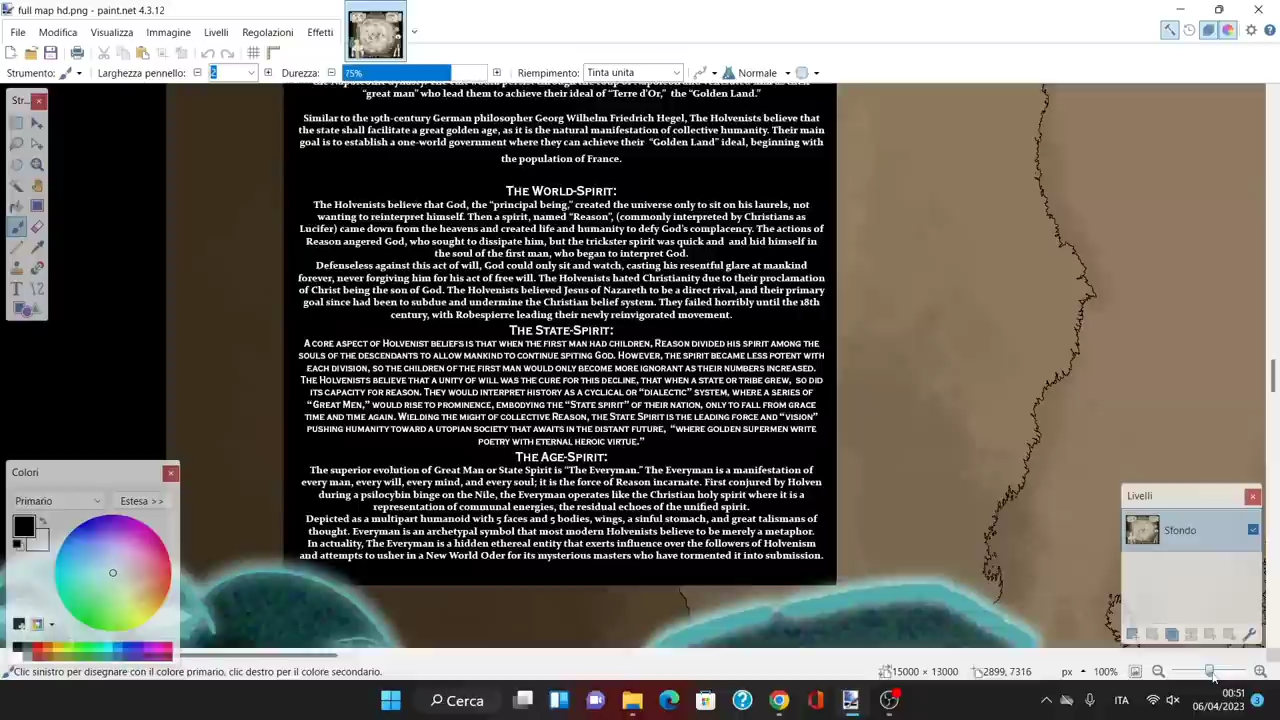 full map hd.png - paint.net 4.3.12
File Modifica Visualizza Immagine Livelli Regolazioni Effetti
Strumento: Larghezza pennello: 2 Durezza: 75% Riempimento: Tinta unita Normale
Str...
"great man" who lead them to achieve their ideal of "Terre d'Or," the "Golden Land."
Similar to the 19th-century German philosopher Georg Wilhelm Friedrich Hegel, The Holvenists believe that
the state shall facilitate a great golden age, as it is the natural manifestation of collective humanity. Their main
goal is to establish a one-world government where they can achieve their "Golden Land" ideal, beginning with
the population of France.
The World-Spirit:
The Holvenists believe that God, the "principal being," created the universe only to sit on his laurels, not
wanting to reinterpret himself. Then a spirit, named "Reason", (commonly interpreted by Christians as
Lucifer) came down from the heavens and created life and humanity to defy God's complacency. The actions of
Reason angered God, who sought to dissipate him, but the trickster spirit was quick and and hid himself in
the soul of the first man, who began to interpret God.
Defenseless against this act of will, God could only sit and watch, casting his resentful glare at mankind
forever, never forgiving him for his act of free will. The Holvenists hated Christianity due to their proclamation
of Christ being the son of God. The Holvenists believed Jesus of Nazareth to be a direct rival, and their primary
goal since had been to subdue and undermine the Christian belief system. They failed horribly until the 18th
century, with Robespierre leading their newly reinvigorated movement.
The State-Spirit:
A core aspect of Holvenist beliefs is that when the first man had children, Reason divided his spirit among the
souls of the descendants to allow mankind to continue spiting God. However, the spirit became less potent with
each division, so the children of the first man would only become more ignorant as their numbers increased.
The Holvenists believe that a unity of will was the cure for this decline, that when a state or tribe grew, so did
its capacity for reason. They would interpret history as a cyclical or "dialectic" system, where a series of
"Great Men," would rise to prominence, embodying the "State spirit" of their nation, only to fall from grace
time and time again. Wielding the might of collective Reason, the State Spirit is the leading force and "vision"
pushing humanity toward a utopian society that awaits in the distant future, "where golden supermen write
poetry with eternal heroic virtue."
The Age-Spirit:
The superior evolution of Great Man or State Spirit is "The Everyman." The Everyman is a manifestation of
every man, every will, every mind, and every soul; it is the force of Reason incarnate. First conjured by Holven
during a psilocybin binge on the Nile, the Everyman operates like the Christian holy spirit where it is a
representation of communal energies, the residual echoes of the unified spirit.
Depicted as a multipart humanoid with 5 faces and 5 bodies, wings, a sinful stomach, and great talismans of
thought. Everyman is an archetypal symbol that most modern Holvenists believe to be merely a metaphor.
In actuality, The Everyman is a hidden ethereal entity that exerts influence over the followers of Holvenism
and attempts to usher in a New World Oder for its mysterious masters who have tormented it into submission.
Colori
Primario Estesa >>
Livelli
Sfondo
Clic sinistro per disegnare con il colore primario, clic destro per il colore secondario. 15000 × 13000 2899, 7316 px 100%
Cerca ITA 00:51
06/04/2023 3